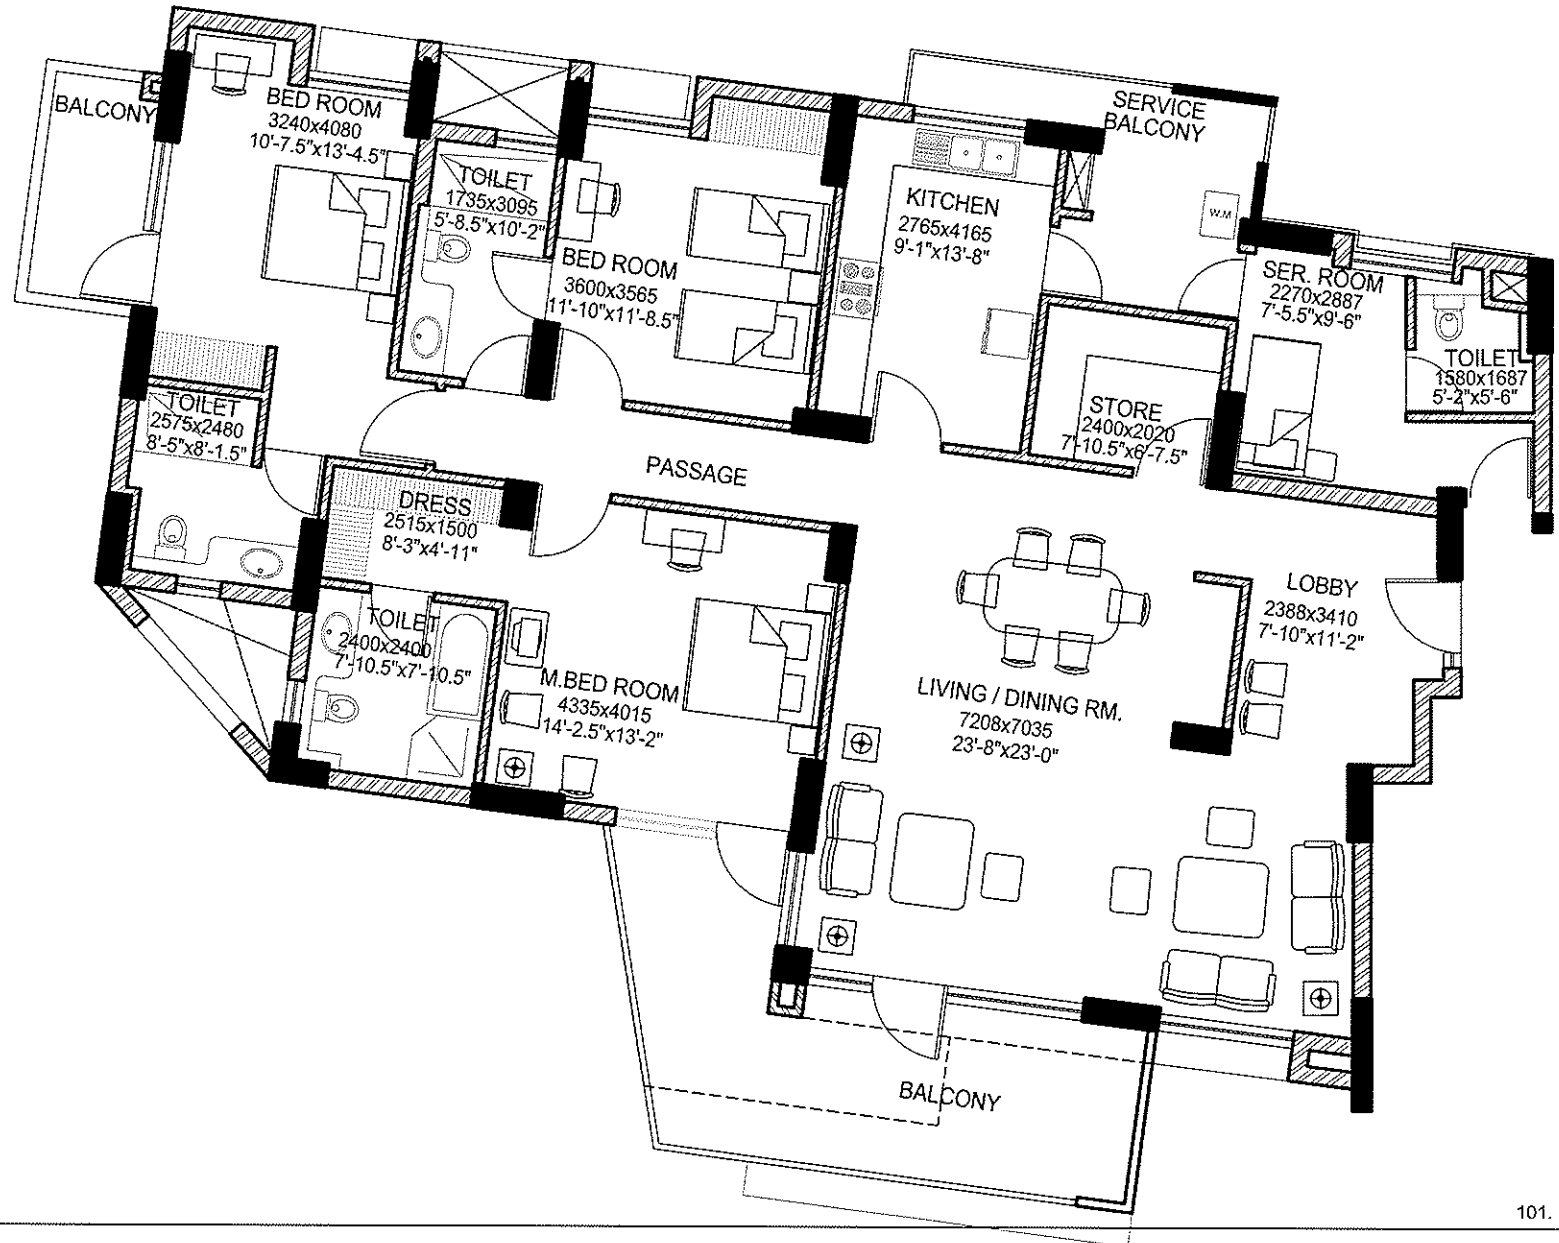 BALCONY
BED ROOM
3240x4080
10'-7.5"x13'-4.5"
TOILET
1735x3095
5'-8.5"x10'-2"
BED ROOM
3600x3565
11'-10"x11'-8.5"
KITCHEN
2765x4165
9'-1"x13'-8"
SERVICE
BALCONY
W.M
SER. ROOM
2270x2887
7'-5.5"x9'-6"
TOILET
1580x1687
5'-2"x5'-6"
STORE
2400x2020
7'-10.5"x6'-7.5"
TOILET
2575x2480
8'-5"x8'-1.5"
PASSAGE
DRESS
2515x1500
8'-3"x4'-11"
TOILET
2400x2400
7'-10.5"x7'-10.5"
M.BED ROOM
4335x4015
14'-2.5"x13'-2"
LIVING / DINING RM.
7208x7035
23'-8"x23'-0"
LOBBY
2388x3410
7'-10"x11'-2"
BALCONY
101.